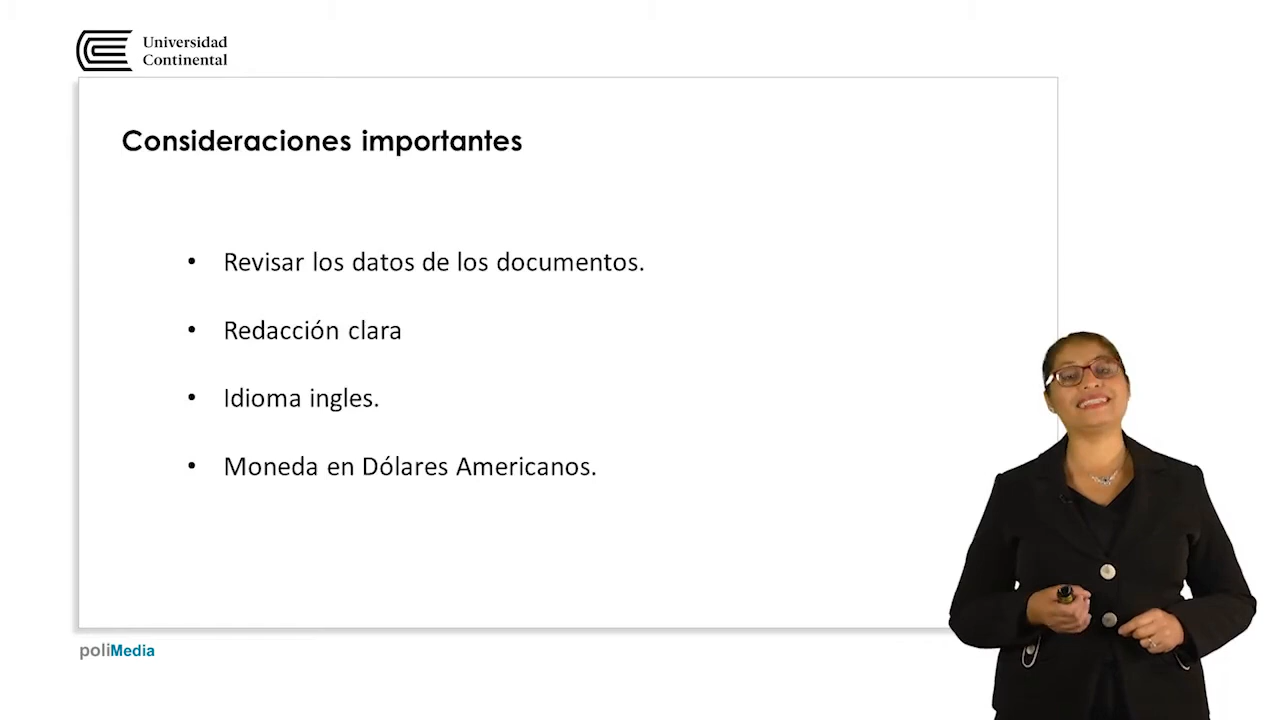 Universidad
Continental
Consideraciones importantes
• Revisar los datos de los documentos.
• Redacción clara
• Idioma ingles.
• Moneda en Dólares Americanos.
poliMedia